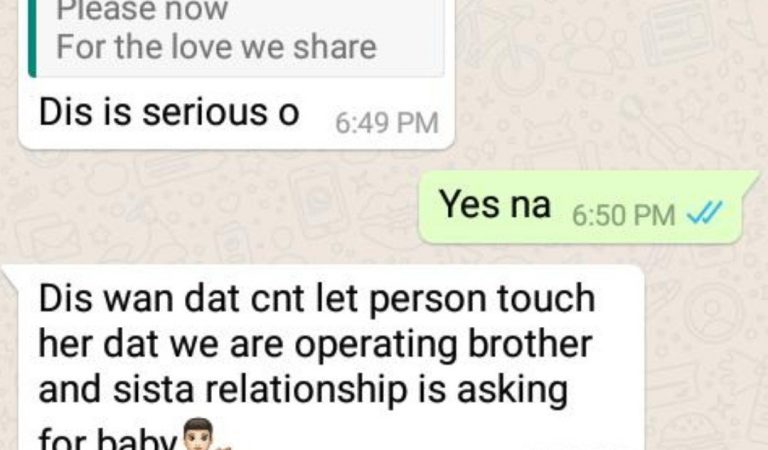 Please now
For the love we share
Dis is serious o
6:49 PM
Yes na
6:50 PM
Dis wan dat cnt let person touch
her dat we are operating brother
and sista relationship is asking
for baby